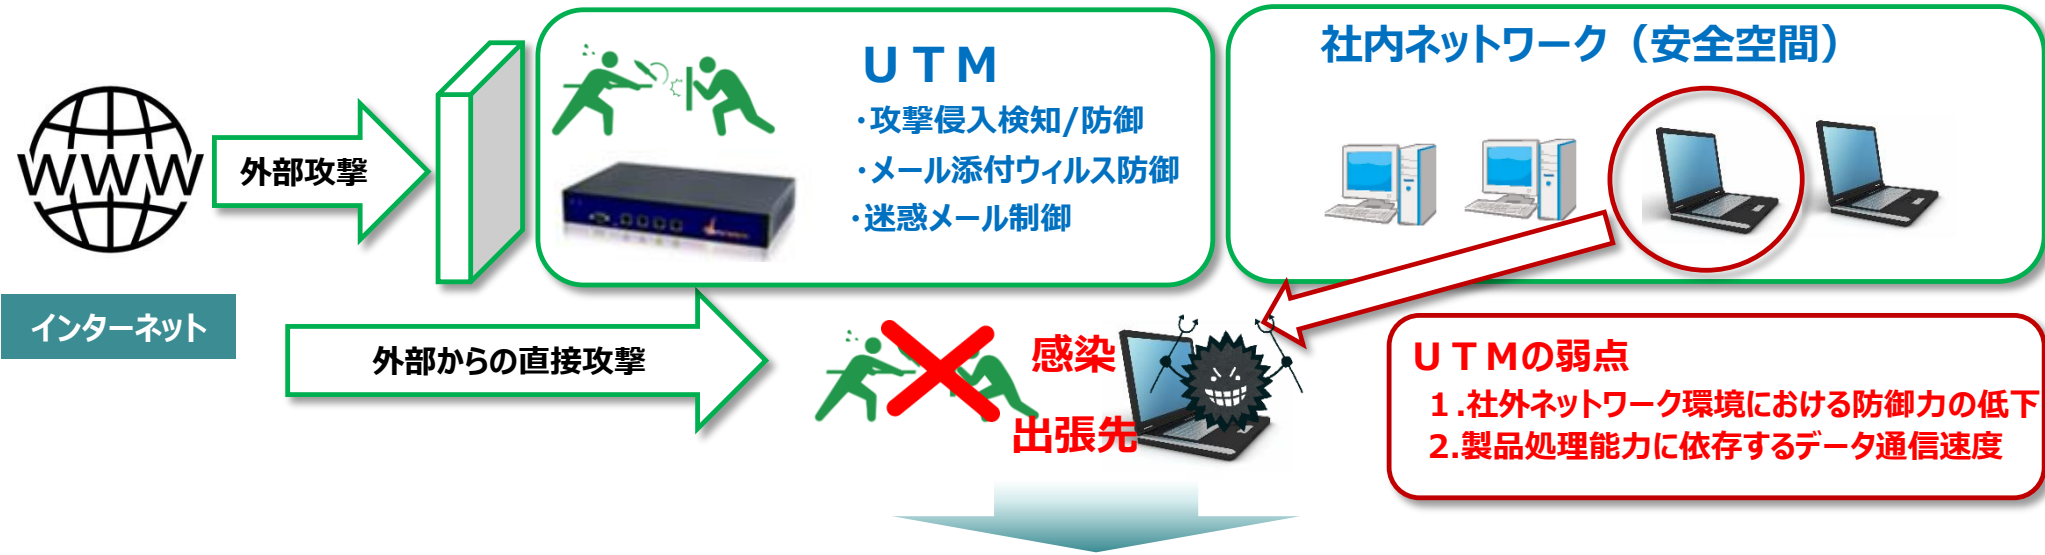 WWW
インターネット
外部攻撃
ＵＴＭ
・攻撃侵入検知/防御
・メール添付ウィルス防御
・迷惑メール制御
社内ネットワーク（安全空間）
外部からの直接攻撃
感染
出張先
ＵＴＭの弱点
１.社外ネットワーク環境における防御力の低下
2.製品処理能力に依存するデータ通信速度